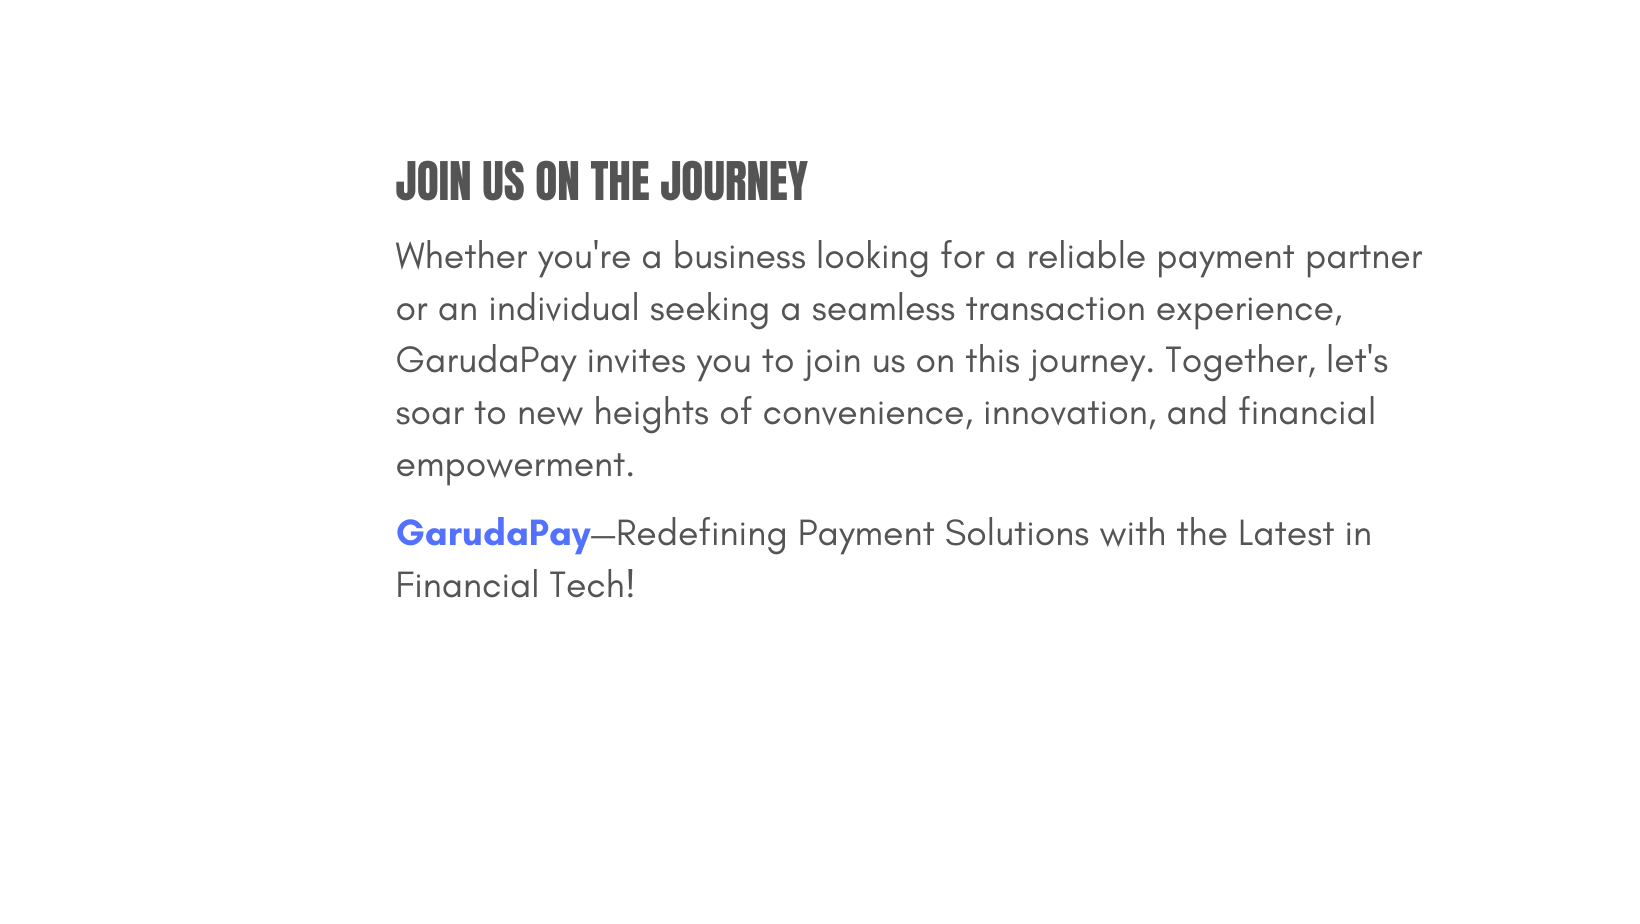 JOIN US ON THE JOURNEY
Whether you're a business looking for a reliable payment partner
or an individual seeking a seamless transaction experience,
GarudaPay invites you to join us on this journey. Together, let's
soar to new heights of convenience, innovation, and financial
empowerment.
GarudaPay—Redefining Payment Solutions with the Latest in
Financial Tech!